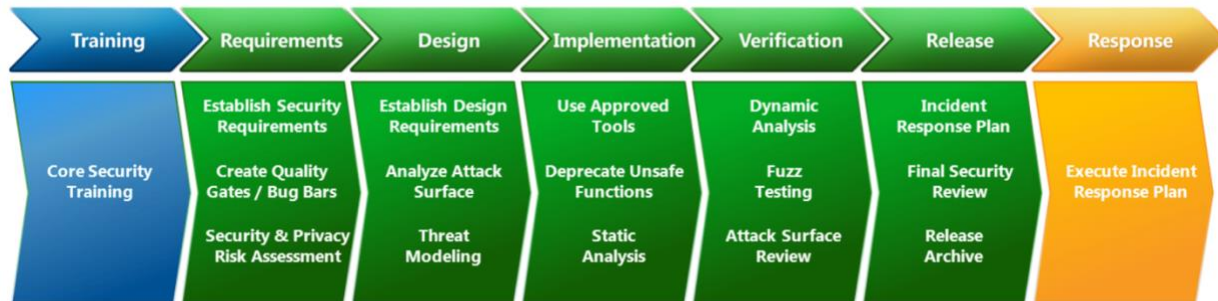 Training
Requirements
Design
Implementation
Verification
Release
Response
Core Security
Training
Establish Security
Requirements
Create Quality
Gates / Bug Bars
Security & Privacy
Risk Assessment
Establish Design
Requirements
Analyze Attack
Surface
Threat
Modeling
Use Approved
Tools
Deprecate Unsafe
Functions
Static
Analysis
Dynamic
Analysis
Fuzz
Testing
Attack Surface
Review
Incident
Response Plan
Final Security
Review
Release
Archive
Execute Incident
Response Plan